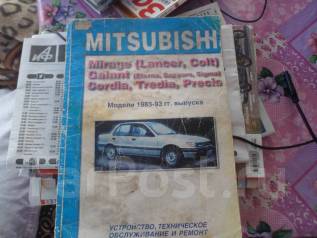 MITSUBISHI
Mirage (Lancer, Colt)
Galant (Eterna, Sapporo, Sigma)
Cordia, Tredia, Precis
Модели 1983-93 гг. выпуска
УСТРОЙСТВО, ТЕХНИЧЕСКОЕ
ОБСЛУЖИВАНИЕ И РЕМОНТ